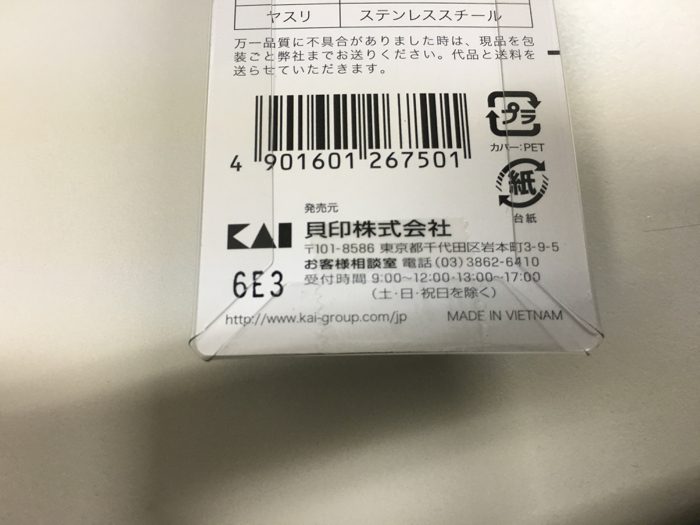 ヤスリ ステンレススチール
万一品質に不具合がありました時は、現品を包
装ごと弊社までお送りください。代品と送料を
送らせていただきます。
4 901601 267501
プラ
カバー:PET
紙
台紙
発売元
KAI 貝印株式会社
〒101-8586 東京都千代田区岩本町3-9-5
お客様相談室 電話(03)3862-6410
6E3 受付時間 9:00~12:00・13:00~17:00
(土・日・祝日を除く)
http://www.kai-group.com/jp MADE IN VIETNAM